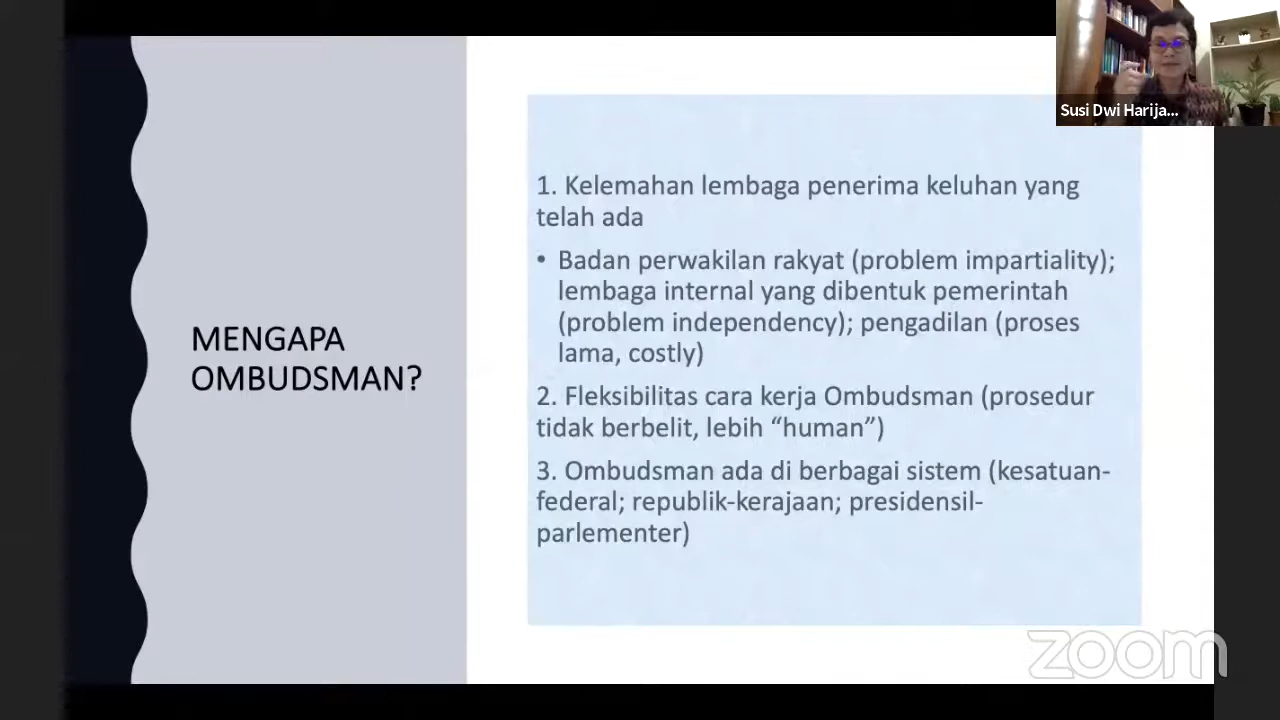 Susi Dwi Harija...
1. Kelemahan lembaga penerima keluhan yang
telah ada
• Badan perwakilan rakyat (problem impartiality);
lembaga internal yang dibentuk pemerintah
(problem independency); pengadilan (proses
lama, costly)
MENGAPA
OMBUDSMAN?
2. Fleksibilitas cara kerja Ombudsman (prosedur
tidak berbelit, lebih “human”)
3. Ombudsman ada di berbagai sistem (kesatuan-
federal; republik-kerajaan; presidensil-
parlementer)
zoom